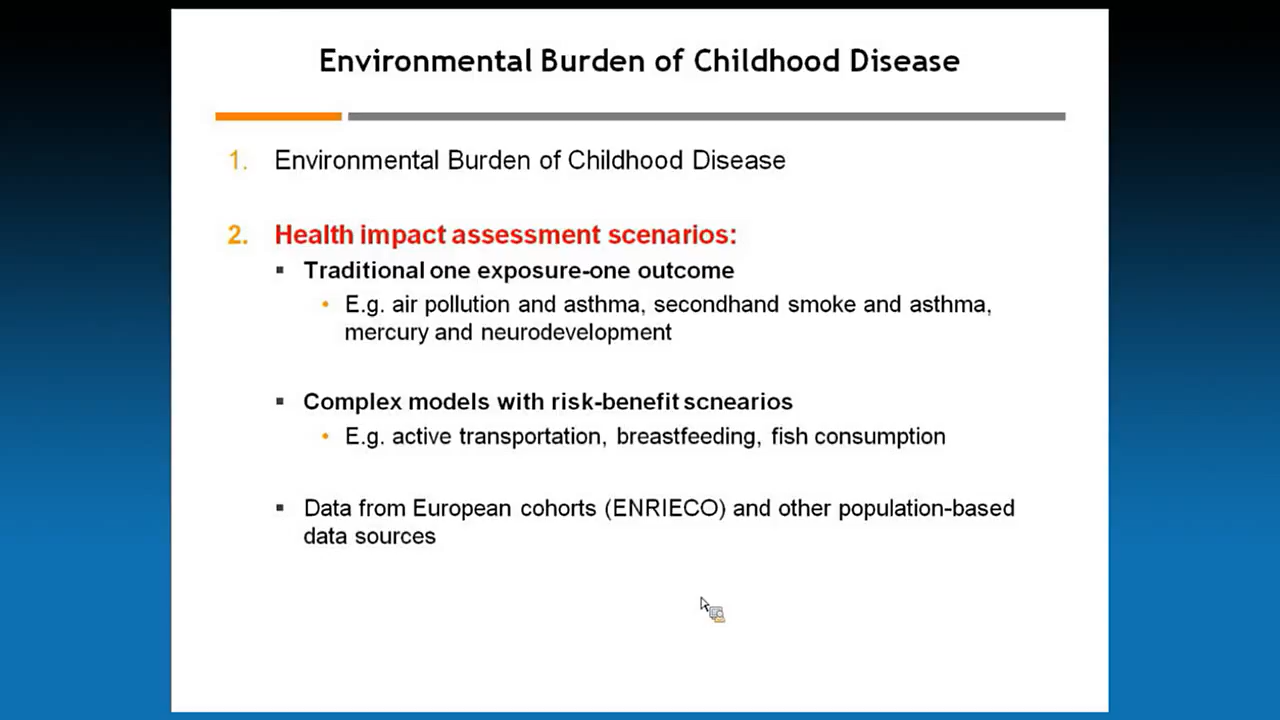 Environmental Burden of Childhood Disease
1. Environmental Burden of Childhood Disease
2. Health impact assessment scenarios:
▪ Traditional one exposure-one outcome
• E.g. air pollution and asthma, secondhand smoke and asthma,
mercury and neurodevelopment
▪ Complex models with risk-benefit scnearios
• E.g. active transportation, breastfeeding, fish consumption
▪ Data from European cohorts (ENRIECO) and other population-based
data sources